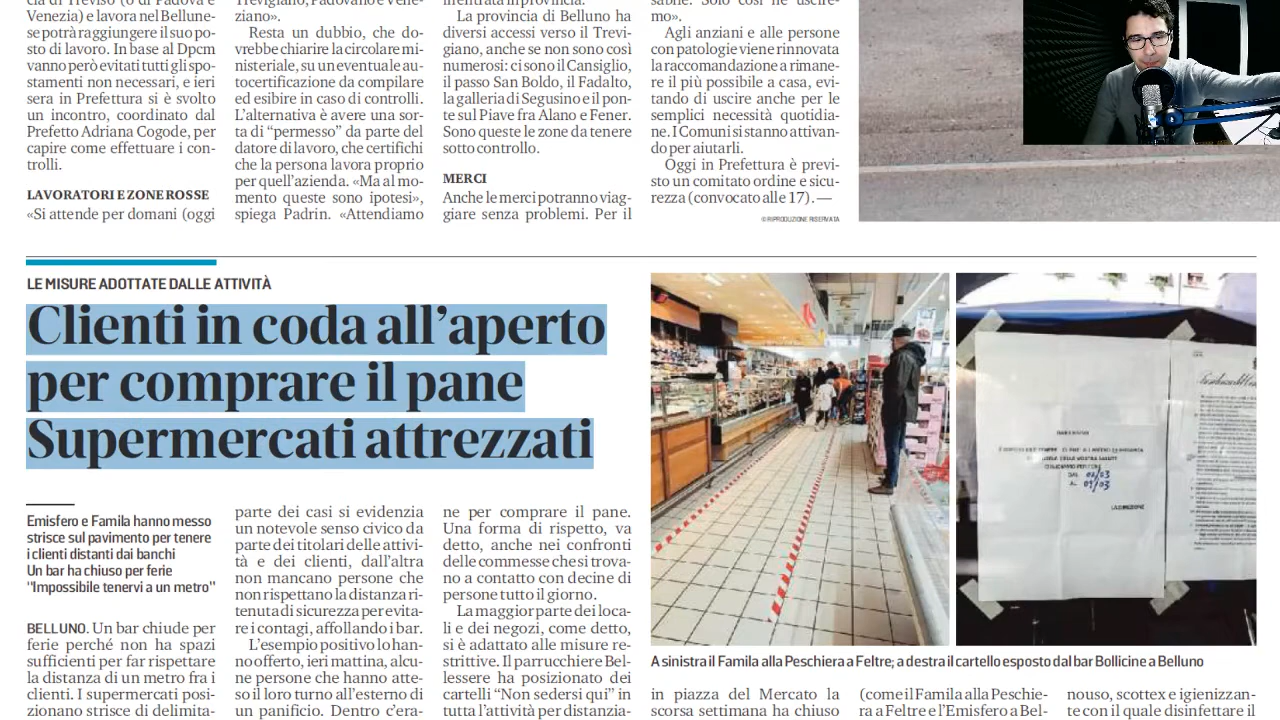 cia di Treviso (o di Padova e
Venezia) e lavora nel Bellune-
se potrà raggiungere il suo po-
sto di lavoro. In base al Dpcm
vanno però evitati tutti gli spo-
stamenti non necessari, e ieri
sera in Prefettura si è svolto
un incontro, coordinato dal
Prefetto Adriana Cogode, per
capire come effettuare i con-
trolli.
LAVORATORI E ZONE ROSSE
«Si attende per domani (oggi
Trevigiano, Padovano e Vene-
ziano».
Resta un dubbio, che do-
vrebbe chiarire la circolare mi-
nisteriale, su un eventuale au-
tocertificazione da compilare
ed esibire in caso di controlli.
L'alternativa è avere una sor-
ta di “permesso” da parte del
datore di lavoro, che certifichi
che la persona lavora proprio
per quell'azienda. «Ma al mo-
mento queste sono ipotesi»,
spiega Padrin. «Attendiamo
frentata in provincia.
La provincia di Belluno ha
diversi accessi verso il Trevi-
giano, anche se non sono così
numerosi: ci sono il Cansiglio,
il passo San Boldo, il Fadalto,
la galleria di Segusino e il pon-
te sul Piave fra Alano e Fener.
Sono queste le zone da tenere
sotto controllo.
MERCI
Anche le merci potranno viag-
giare senza problemi. Per il
sabile. Solo così ne uscire-
mo».
Agli anziani e alle persone
con patologie viene rinnovata
la raccomandazione a rimane-
re il più possibile a casa, evi-
tando di uscire anche per le
semplici necessità quotidia-
ne. I Comuni si stanno attivan-
do per aiutarli.
Oggi in Prefettura è previ-
sto un comitato ordine e sicu-
rezza (convocato alle 17). —
© RIPRODUZIONE RISERVATA
LE MISURE ADOTTATE DALLE ATTIVITÀ
Clienti in coda all'aperto
per comprare il pane
Supermercati attrezzati
Emisfero e Famila hanno messo
strisce sul pavimento per tenere
i clienti distanti dai banchi
Un bar ha chiuso per ferie
"Impossibile tenervi a un metro"
BELLUNO. Un bar chiude per
ferie perché non ha spazi
sufficienti per far rispettare
la distanza di un metro fra i
clienti. I supermercati posi-
zionano strisce di delimita-
parte dei casi si evidenzia
un notevole senso civico da
parte dei titolari delle attivi-
tà e dei clienti, dall'altra
non mancano persone che
non rispettano la distanza ri-
tenuta di sicurezza per evita-
re i contagi, affollando i bar.
L'esempio positivo lo han-
no offerto, ieri mattina, alcu-
ne persone che hanno atte-
so il loro turno all'esterno di
un panificio. Dentro c'era-
ne per comperare il pane.
Una forma di rispetto, va
detto, anche nei confronti
delle commesse che si trova-
no a contatto con decine di
persone tutto il giorno.
La maggior parte dei loca-
li e dei negozi, come detto,
si è adattato alle misure re-
strittive. Il parrucchiere Bel-
lessere ha posizionato dei
cartelli “Non sedersi qui” in
tutta l'attività per distanzia-
DAL 02/03
AL 09/03
LA DIREZIONE
A sinistra il Famila alla Peschiera a Feltre; a destra il cartello esposto dal bar Bollicine a Belluno
in piazza del Mercato la
scorsa settimana ha chiuso
(come il Famila alla Peschie-
ra a Feltre e l'Emisfero a Bel-
nouso, scottex e igienizzan-
te con il quale disinfettare il